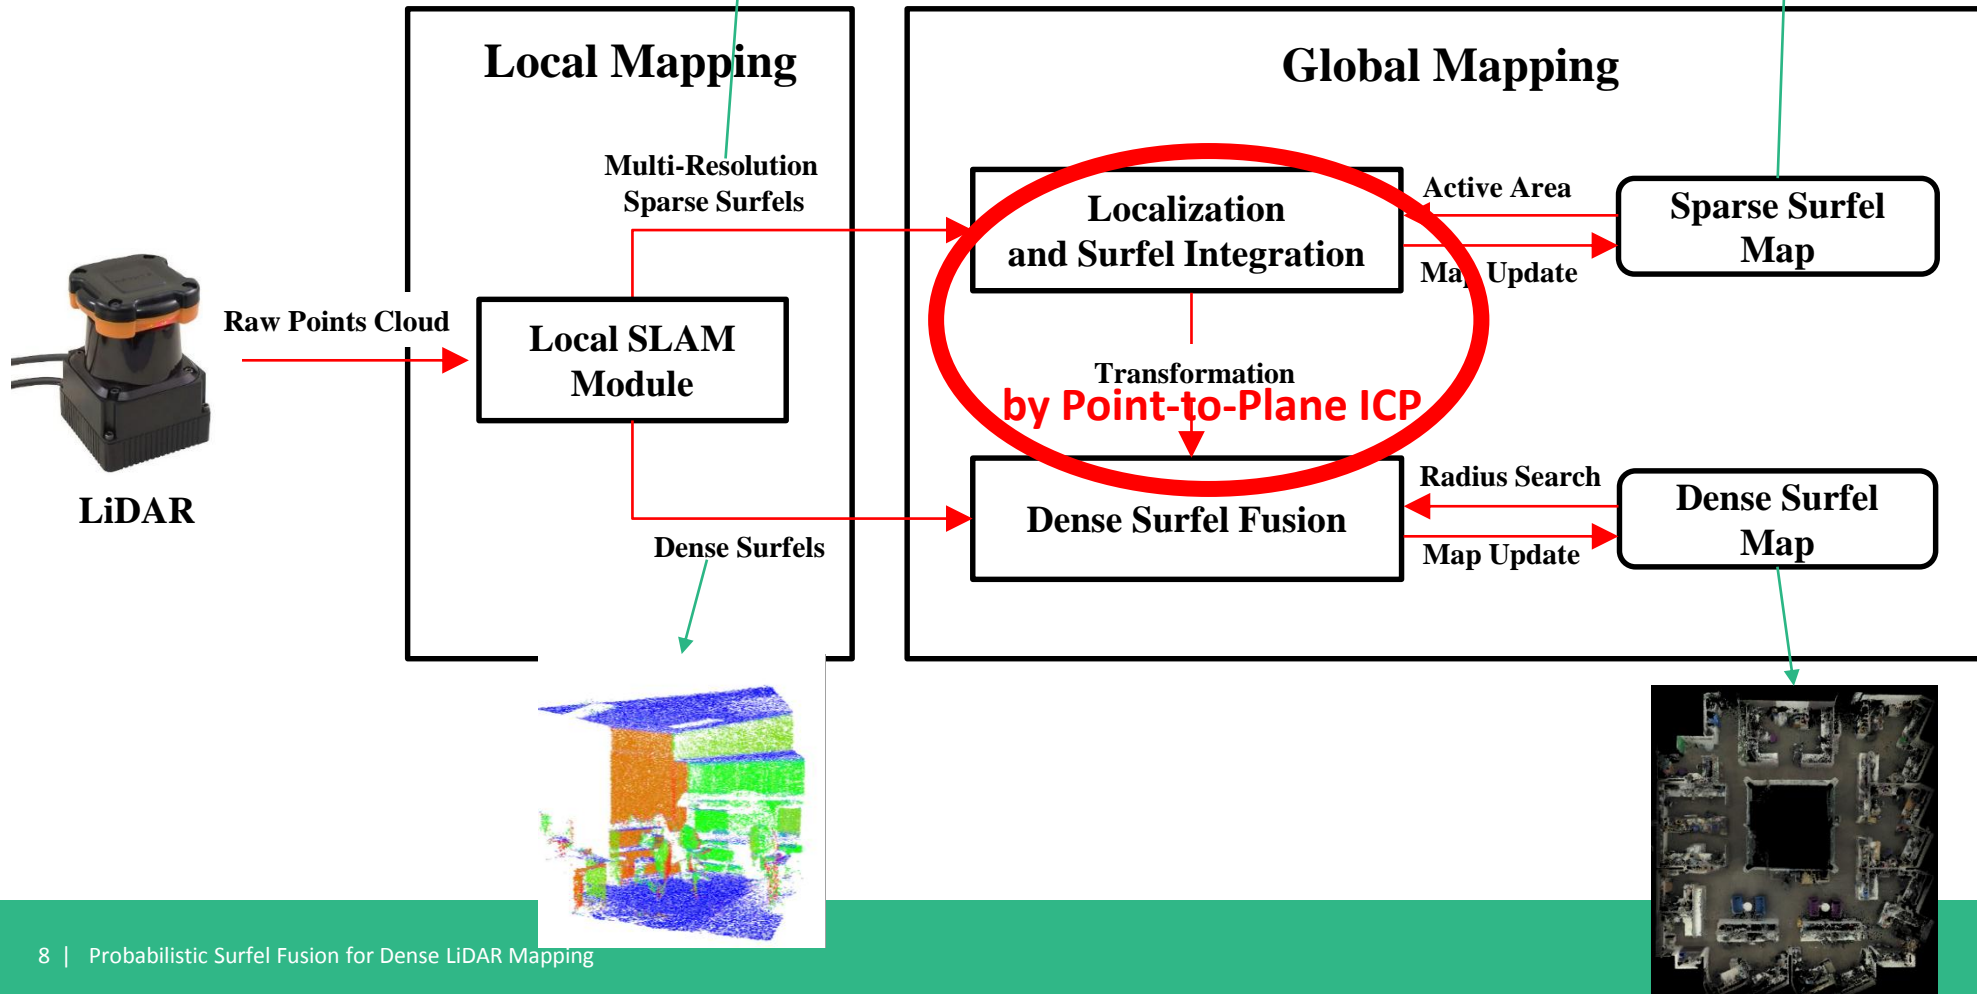 Local Mapping
Global Mapping
Multi-Resolution
Sparse Surfels
Localization
and Surfel Integration
Active Area
Map Update
Sparse Surfel
Map
Raw Points Cloud
Local SLAM
Module
Transformation
by Point-to-Plane ICP
LiDAR
Dense Surfels
Dense Surfel Fusion
Radius Search
Map Update
Dense Surfel
Map
8 | Probabilistic Surfel Fusion for Dense LiDAR Mapping